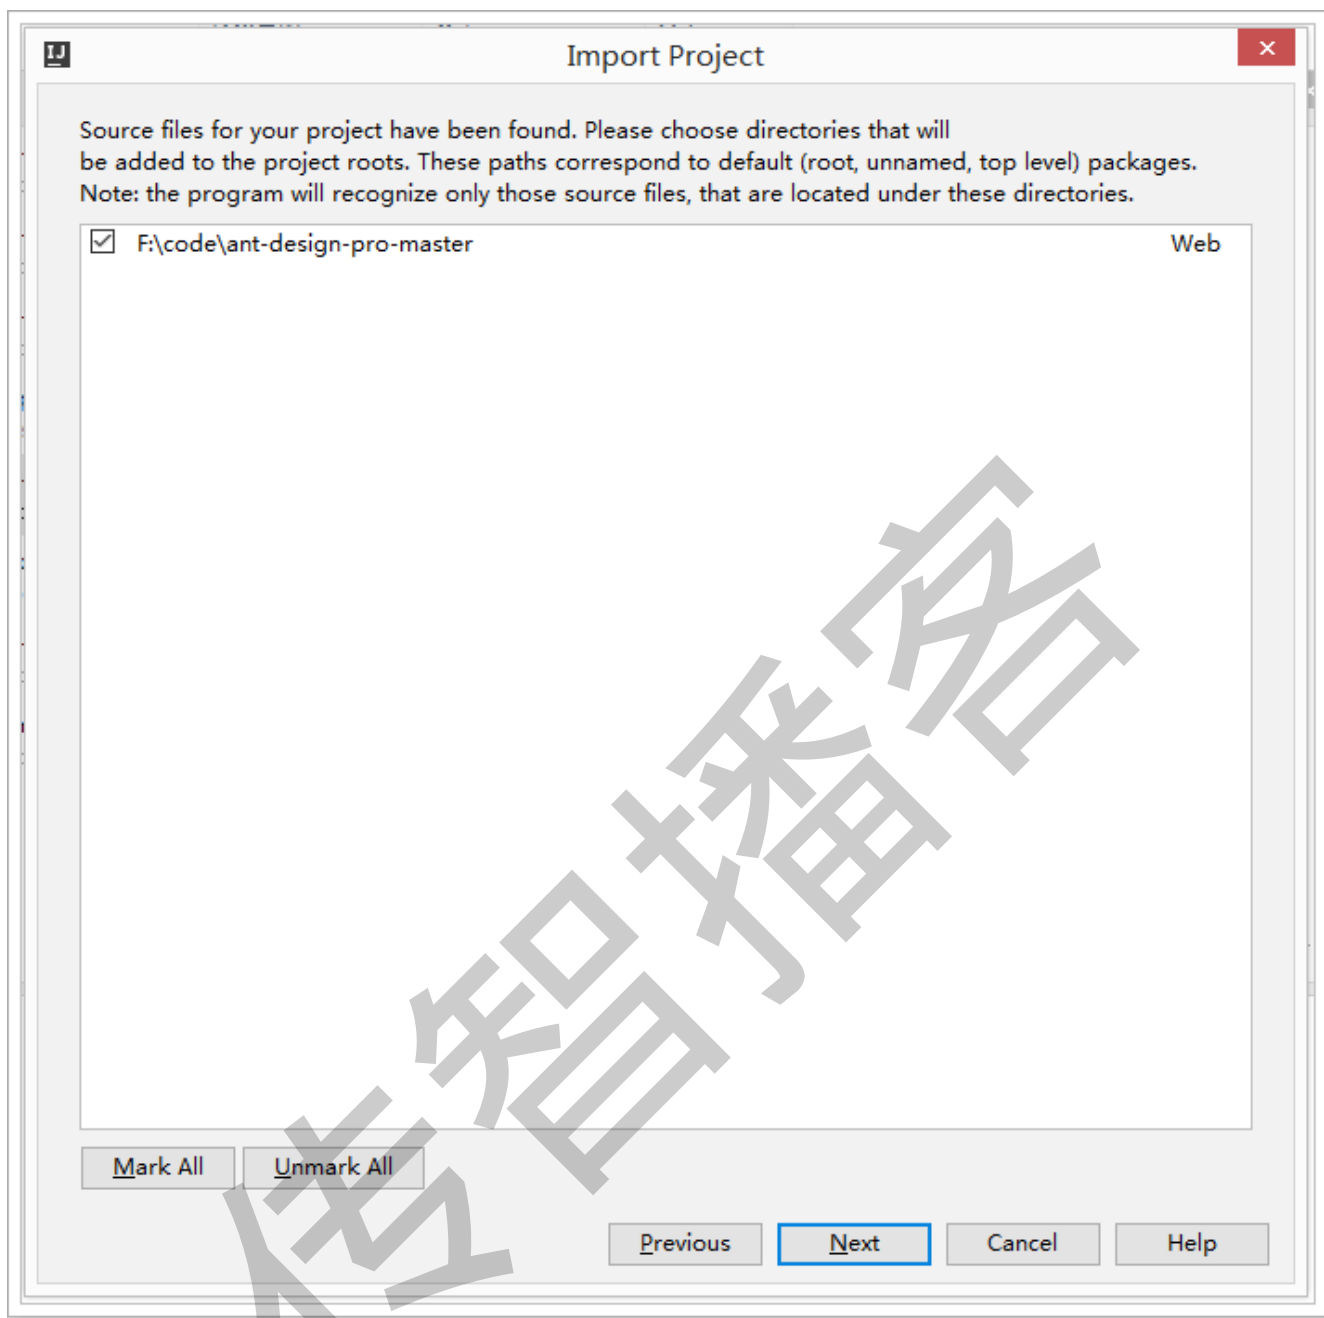 IJ
Import Project
Source files for your project have been found. Please choose directories that will
be added to the project roots. These paths correspond to default (root, unnamed, top level) packages.
Note: the program will recognize only those source files, that are located under these directories.
F:\code\ant-design-pro-master Web
Mark All Unmark All
Previous Next Cancel Help
传智播客